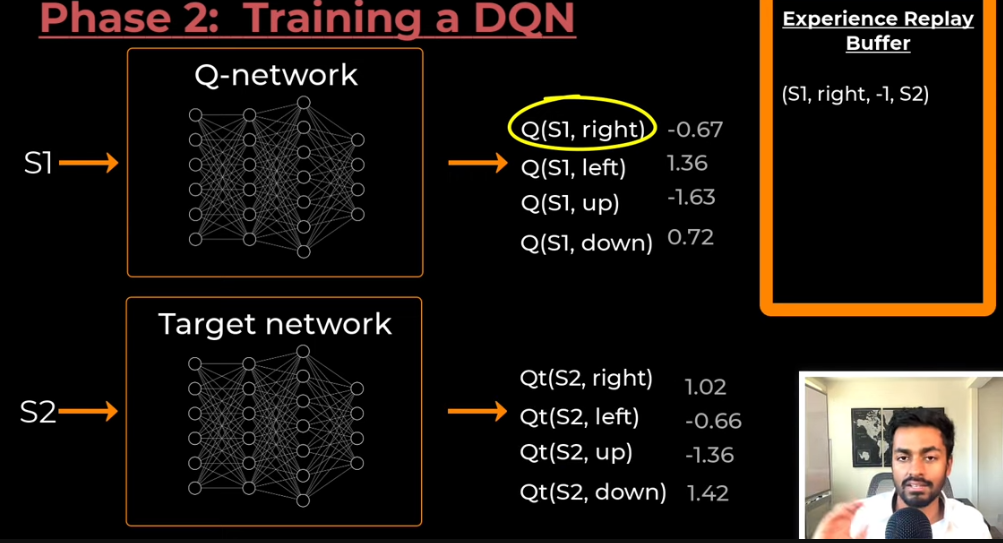 Phase 2: Training a DQN
Q-network
S1
Q(S1, right) -0.67
Q(S1, left) 1.36
Q(S1, up) -1.63
Q(S1, down) 0.72
Experience Replay
Buffer
(S1, right, -1, S2)
Target network
S2
Qt(S2, right) 1.02
Qt(S2, left) -0.66
Qt(S2, up) -1.36
Qt(S2, down) 1.42